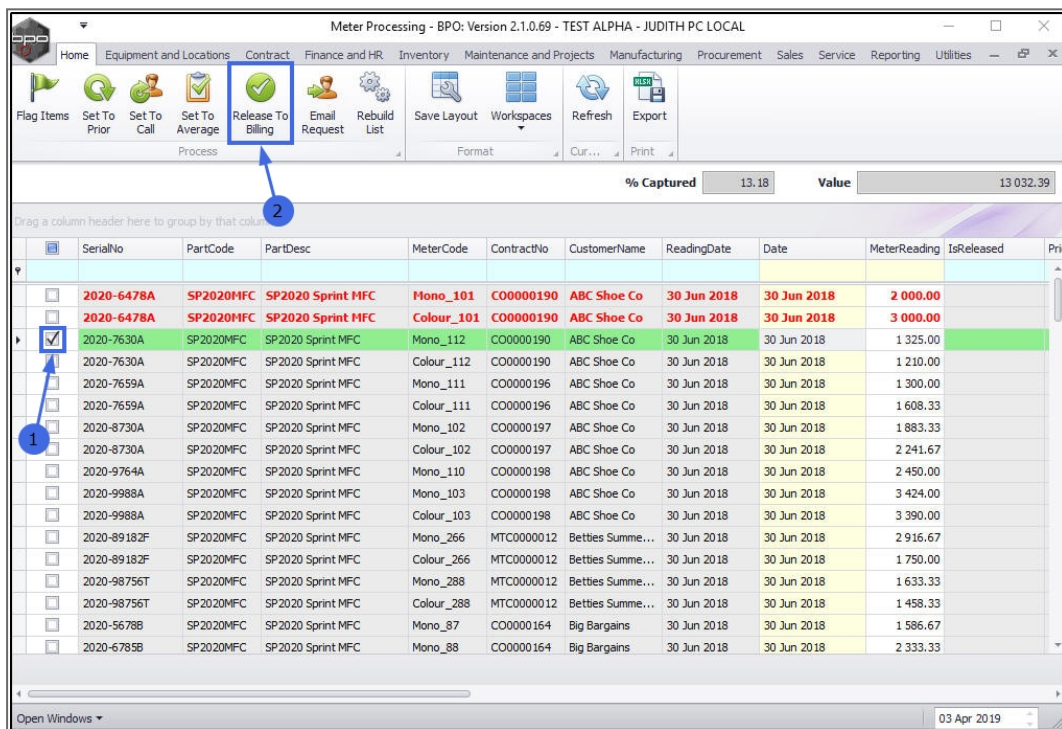 Meter Processing - BPO: Version 2.1.0.69 - TEST ALPHA - JUDITH PC LOCAL
bpo
Home Equipment and Locations Contract Finance and HR Inventory Maintenance and Projects Manufacturing Procurement Sales Service Reporting Utilities
Flag Items Set To Prior Set To Call Set To Average Release To Billing Email Request Rebuild List Save Layout Workspaces Refresh Export
Process Format Cur... Print
% Captured 13.18 Value 13 032.39
2
Drag a column header here to group by that colum
SerialNo PartCode PartDesc MeterCode ContractNo CustomerName ReadingDate Date MeterReading IsReleased Pri
2020-6478A SP2020MFC SP2020 Sprint MFC Mono_101 CO0000190 ABC Shoe Co 30 Jun 2018 30 Jun 2018 2 000.00
2020-6478A SP2020MFC SP2020 Sprint MFC Colour_101 CO0000190 ABC Shoe Co 30 Jun 2018 30 Jun 2018 3 000.00
2020-7630A SP2020MFC SP2020 Sprint MFC Mono_112 CO0000190 ABC Shoe Co 30 Jun 2018 30 Jun 2018 1 325.00
2020-7630A SP2020MFC SP2020 Sprint MFC Colour_112 CO0000190 ABC Shoe Co 30 Jun 2018 30 Jun 2018 1 210.00
2020-7659A SP2020MFC SP2020 Sprint MFC Mono_111 CO0000196 ABC Shoe Co 30 Jun 2018 30 Jun 2018 1 300.00
2020-7659A SP2020MFC SP2020 Sprint MFC Colour_111 CO0000196 ABC Shoe Co 30 Jun 2018 30 Jun 2018 1 608.33
2020-8730A SP2020MFC SP2020 Sprint MFC Mono_102 CO0000197 ABC Shoe Co 30 Jun 2018 30 Jun 2018 1 883.33
1
2020-8730A SP2020MFC SP2020 Sprint MFC Colour_102 CO0000197 ABC Shoe Co 30 Jun 2018 30 Jun 2018 2 241.67
2020-9764A SP2020MFC SP2020 Sprint MFC Mono_110 CO0000198 ABC Shoe Co 30 Jun 2018 30 Jun 2018 2 450.00
2020-9988A SP2020MFC SP2020 Sprint MFC Mono_103 CO0000198 ABC Shoe Co 30 Jun 2018 30 Jun 2018 3 424.00
2020-9988A SP2020MFC SP2020 Sprint MFC Colour_103 CO0000198 ABC Shoe Co 30 Jun 2018 30 Jun 2018 3 390.00
2020-89182F SP2020MFC SP2020 Sprint MFC Mono_266 MTC0000012 Betties Summe... 30 Jun 2018 30 Jun 2018 2 916.67
2020-89182F SP2020MFC SP2020 Sprint MFC Colour_266 MTC0000012 Betties Summe... 30 Jun 2018 30 Jun 2018 1 750.00
2020-98756T SP2020MFC SP2020 Sprint MFC Mono_288 MTC0000012 Betties Summe... 30 Jun 2018 30 Jun 2018 1 633.33
2020-98756T SP2020MFC SP2020 Sprint MFC Colour_288 MTC0000012 Betties Summe... 30 Jun 2018 30 Jun 2018 1 458.33
2020-5678B SP2020MFC SP2020 Sprint MFC Mono_87 CO0000164 Big Bargains 30 Jun 2018 30 Jun 2018 1 586.67
2020-6785B SP2020MFC SP2020 Sprint MFC Mono_88 CO0000164 Big Bargains 30 Jun 2018 30 Jun 2018 2 333.33
Open Windows 03 Apr 2019